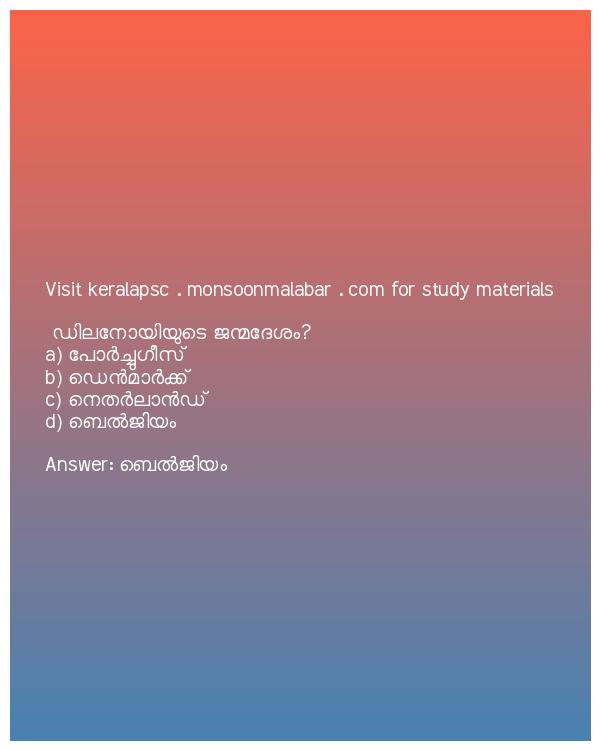 Visit keralapsc . monsoonmalabar . com for study materials
ഡിലനോയിയുടെ ജന്മദേശം?
a) പോർച്ചുഗീസ്
b) ഡെൻമാർക്ക്
c) നെതർലാൻഡ്
d) ബെൽജിയം
Answer: ബെൽജിയം